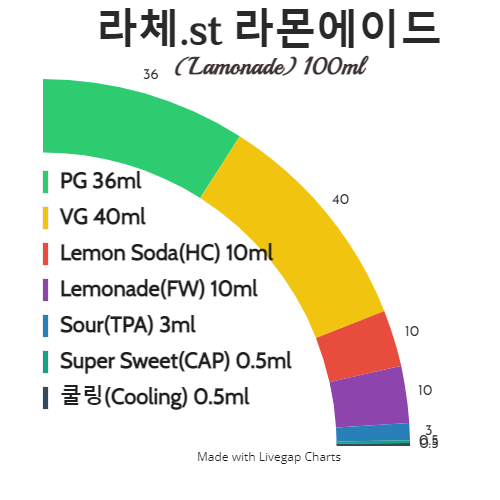 라체.st 라몬에이드
(Lamonade) 100ml
36
PG 36ml
VG 40ml
40
Lemon Soda(HC) 10ml
Lemonade(FW) 10ml
Sour(TPA) 3ml
10
Super Sweet(CAP) 0.5ml
쿨링(Cooling) 0.5ml
10
3
0.5
0.5
Made with Livegap Charts